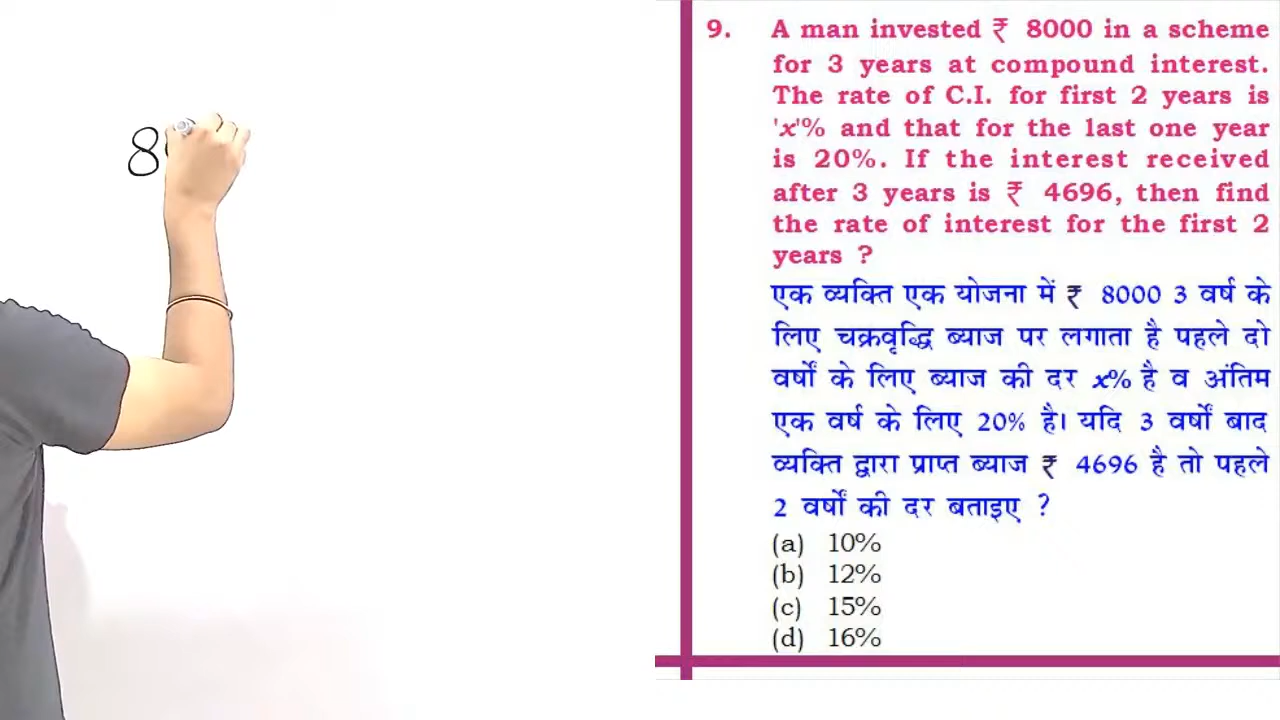 8
9. A man invested ₹ 8000 in a scheme
for 3 years at compound interest.
The rate of C.I. for first 2 years is
'x'% and that for the last one year
is 20%. If the interest received
after 3 years is ₹ 4696, then find
the rate of interest for the first 2
years ?
एक व्यक्ति एक योजना में ₹ 8000 3 वर्ष के
लिए चक्रवृद्धि ब्याज पर लगाता है पहले दो
वर्षों के लिए ब्याज की दर x% है व अंतिम
एक वर्ष के लिए 20% है। यदि 3 वर्षों बाद
व्यक्ति द्वारा प्राप्त ब्याज ₹ 4696 है तो पहले
2 वर्षों की दर बताइए ?
(a) 10%
(b) 12%
(c) 15%
(d) 16%